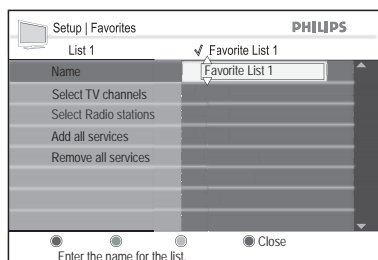 Setup | Favorites PHILIPS
List 1 Favorite List 1
Name Favorite List 1
Select TV channels
Select Radio stations
Add all services
Remove all services
Close
Enter the name for the list.